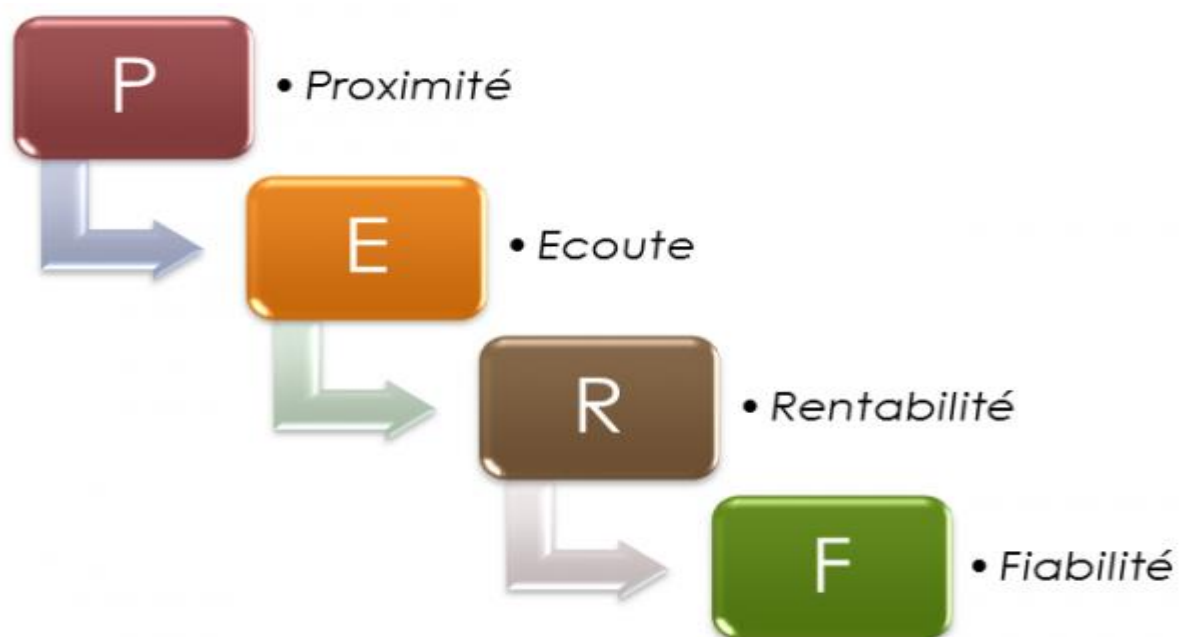 P
• Proximité
E
• Ecoute
R
• Rentabilité
F
• Fiabilité